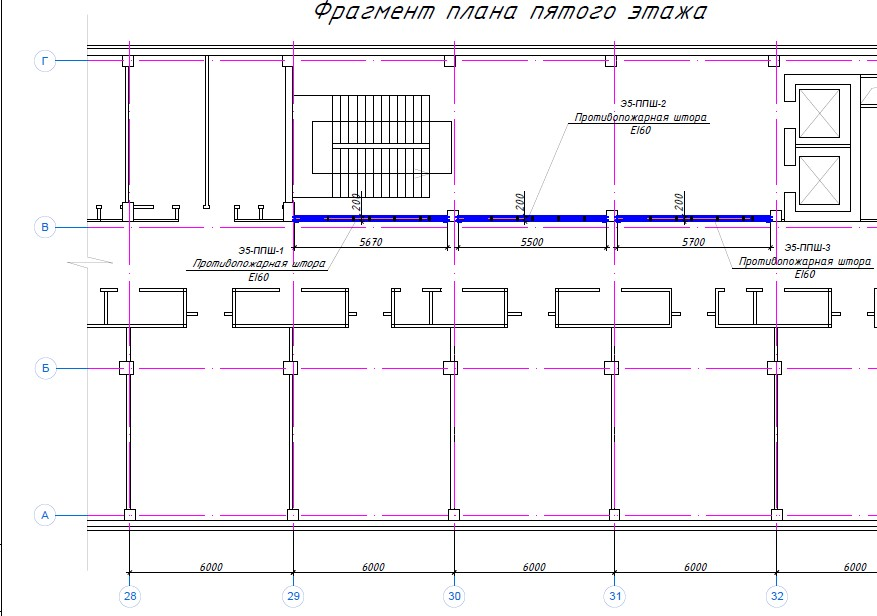 Фрагмент плана пятого этажа
Г
Э5-ППШ-2
Противопожарная штора
EI60
200
200
200
В
5670
5500
5700
Э5-ППШ-1
Противопожарная штора
EI60
Э5-ППШ-3
Противопожарная штора
EI60
Б
А
6000
6000
6000
6000
6000
28
29
30
31
32